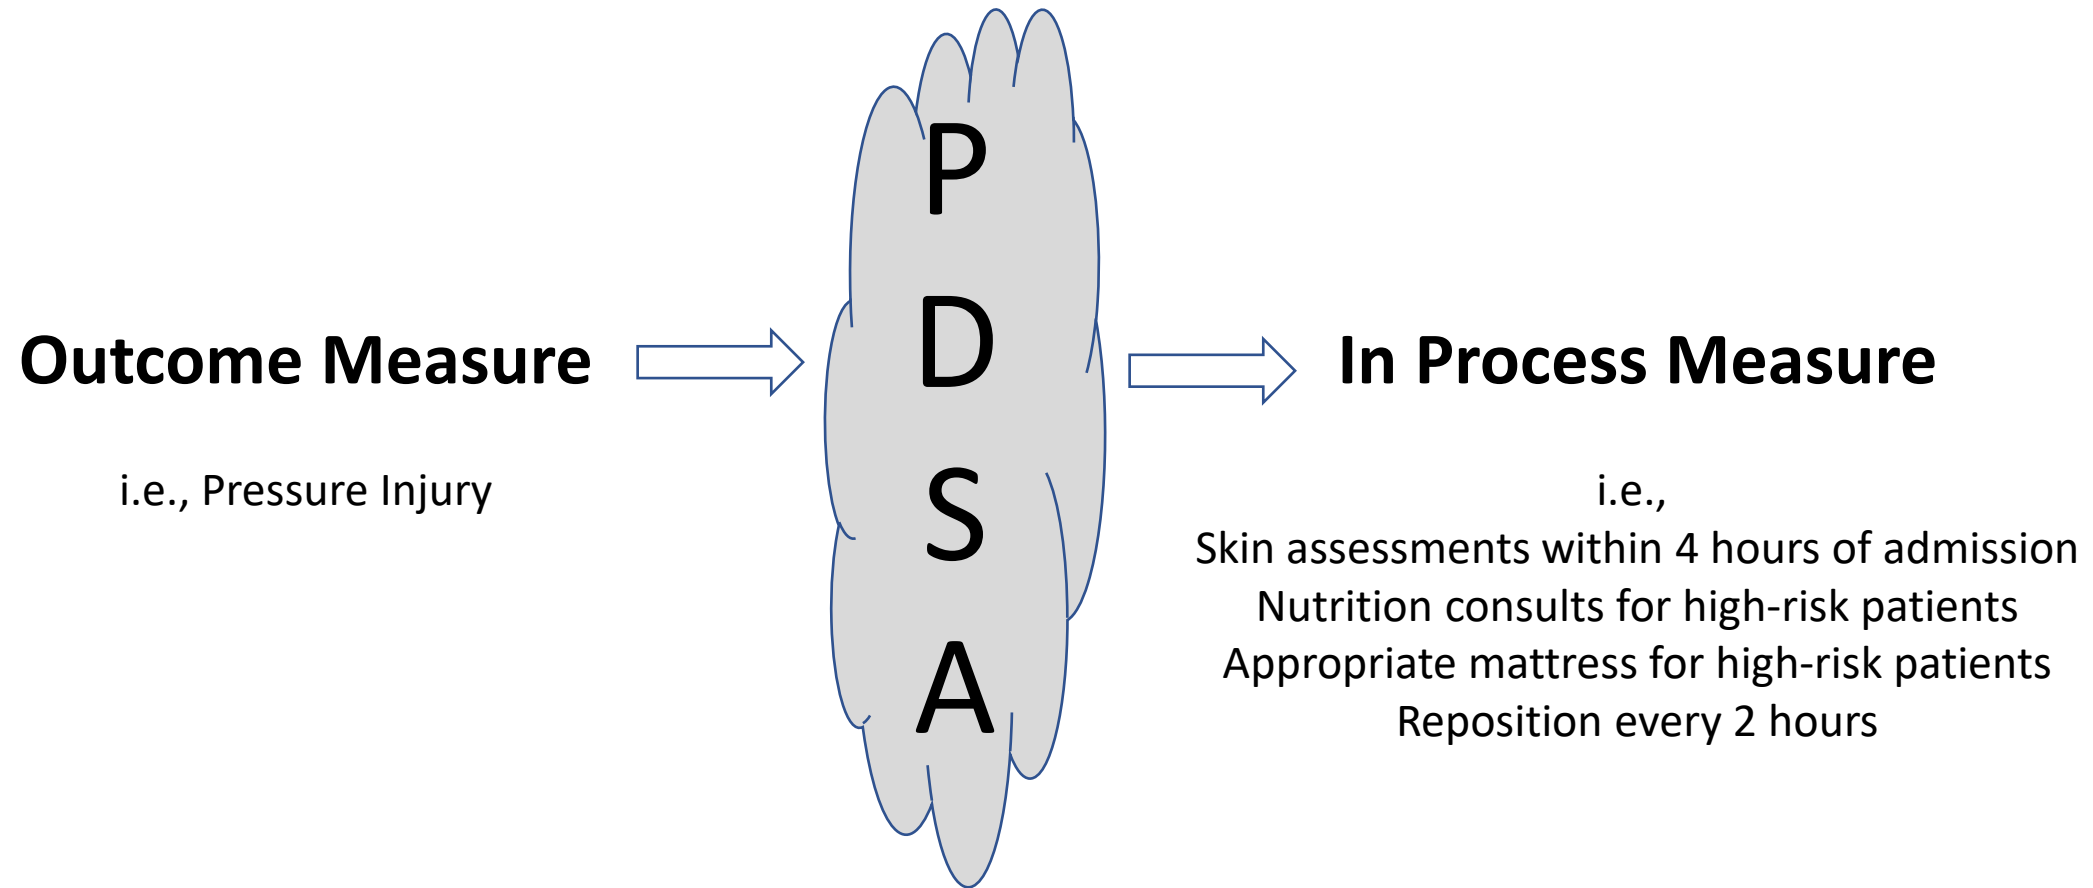 Outcome Measure
i.e., Pressure Injury
P
D
S
A
In Process Measure
i.e.,
Skin assessments within 4 hours of admission
Nutrition consults for high-risk patients
Appropriate mattress for high-risk patients
Reposition every 2 hours